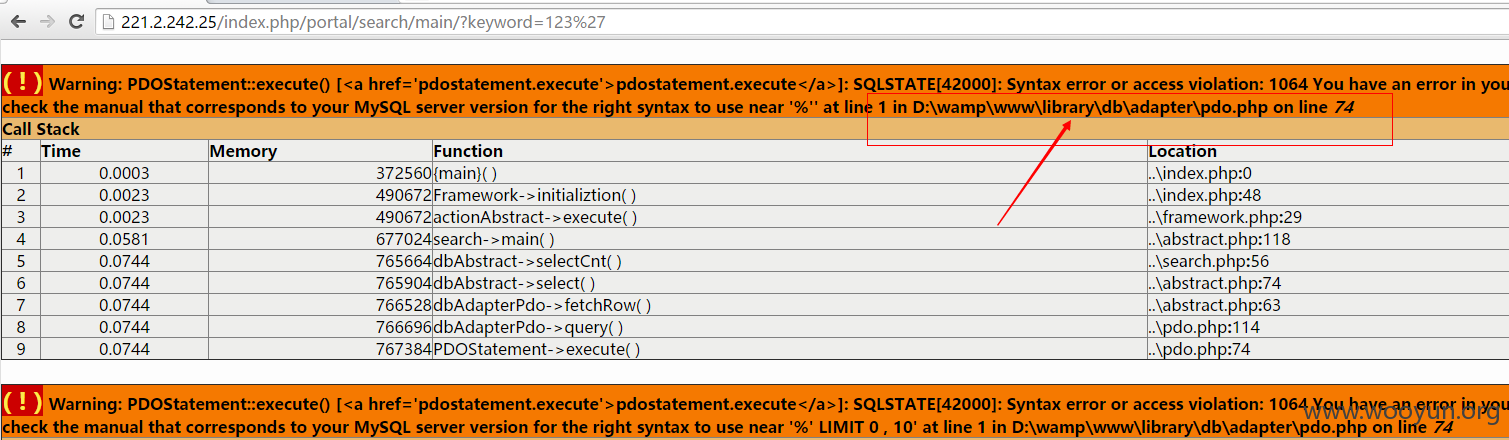 221.2.242.25/index.php/portal/search/main/?keyword=123%27
(!) Warning: PDOStatement::execute() [<a href='pdostatement.execute'>pdostatement.execute</a>]: SQLSTATE[42000]: Syntax error or access violation: 1064 You have an error in you
check the manual that corresponds to your MySQL server version for the right syntax to use near '%'' at line 1 in D:\wamp\www\library\db\adapter\pdo.php on line 74
Call Stack
# Time Memory Function Location
1 0.0003 372560 {main}( ) ..\index.php:0
2 0.0023 490672 Framework->initializtion( ) ..\index.php:48
3 0.0023 490672 actionAbstract->execute( ) ..\framework.php:29
4 0.0581 677024 search->main( ) ..\abstract.php:118
5 0.0744 765664 dbAbstract->selectCnt( ) ..\search.php:56
6 0.0744 765904 dbAbstract->select( ) ..\abstract.php:74
7 0.0744 766528 dbAdapterPdo->fetchRow( ) ..\abstract.php:63
8 0.0744 766696 dbAdapterPdo->query( ) ..\pdo.php:114
9 0.0744 767384 PDOStatement->execute( ) ..\pdo.php:74
(!) Warning: PDOStatement::execute() [<a href='pdostatement.execute'>pdostatement.execute</a>]: SQLSTATE[42000]: Syntax error or access violation: 1064 You have an error in you
check the manual that corresponds to your MySQL server version for the right syntax to use near '%' LIMIT 0 , 10' at line 1 in D:\wamp\www\library\db\adapter\pdo.php on line 74
www.wooyun.org